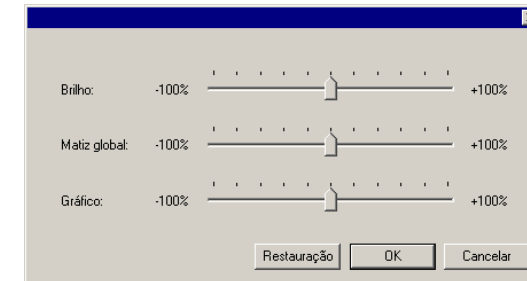 Brilho: -100% +100%
Matiz global: -100% +100%
Gráfico: -100% +100%
Restauração OK Cancelar